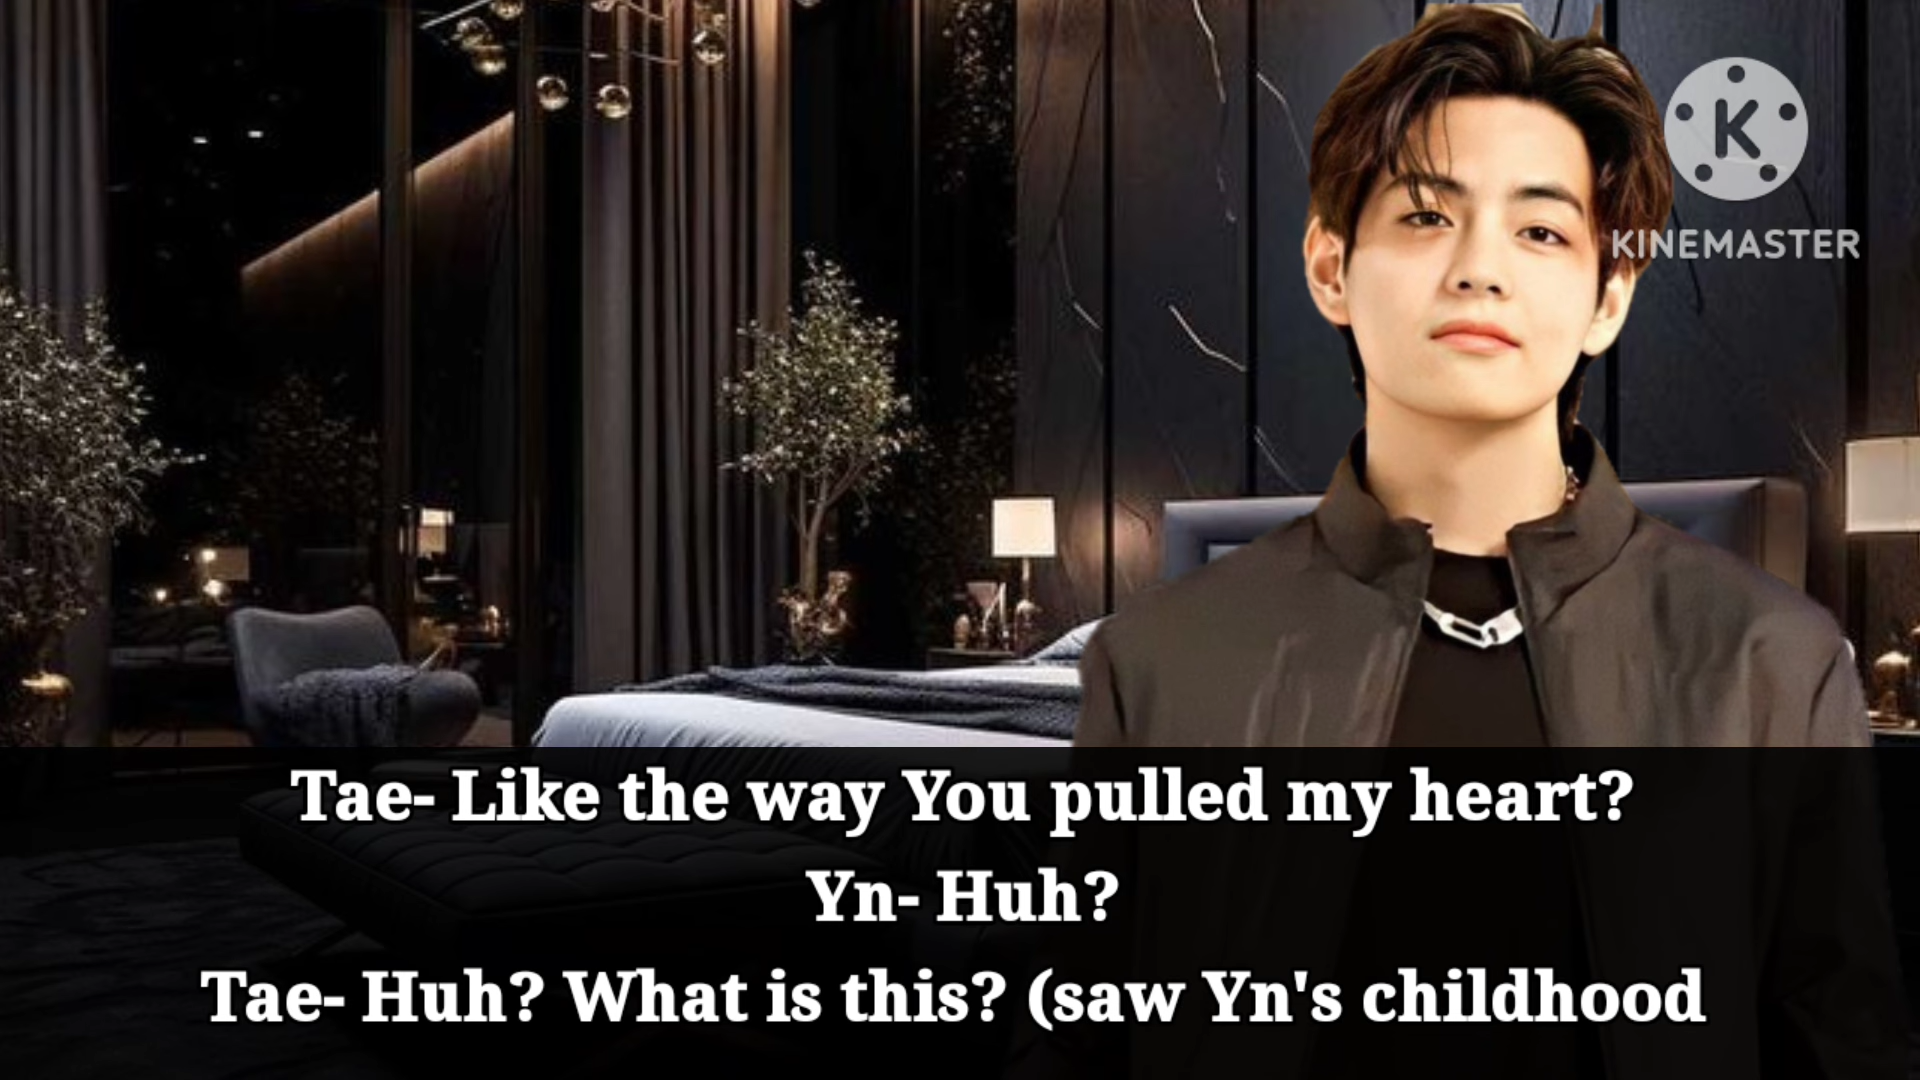 K
KINEMASTER
Tae- Like the way You pulled my heart?
Yn- Huh?
Tae- Huh? What is this? (saw Yn's childhood